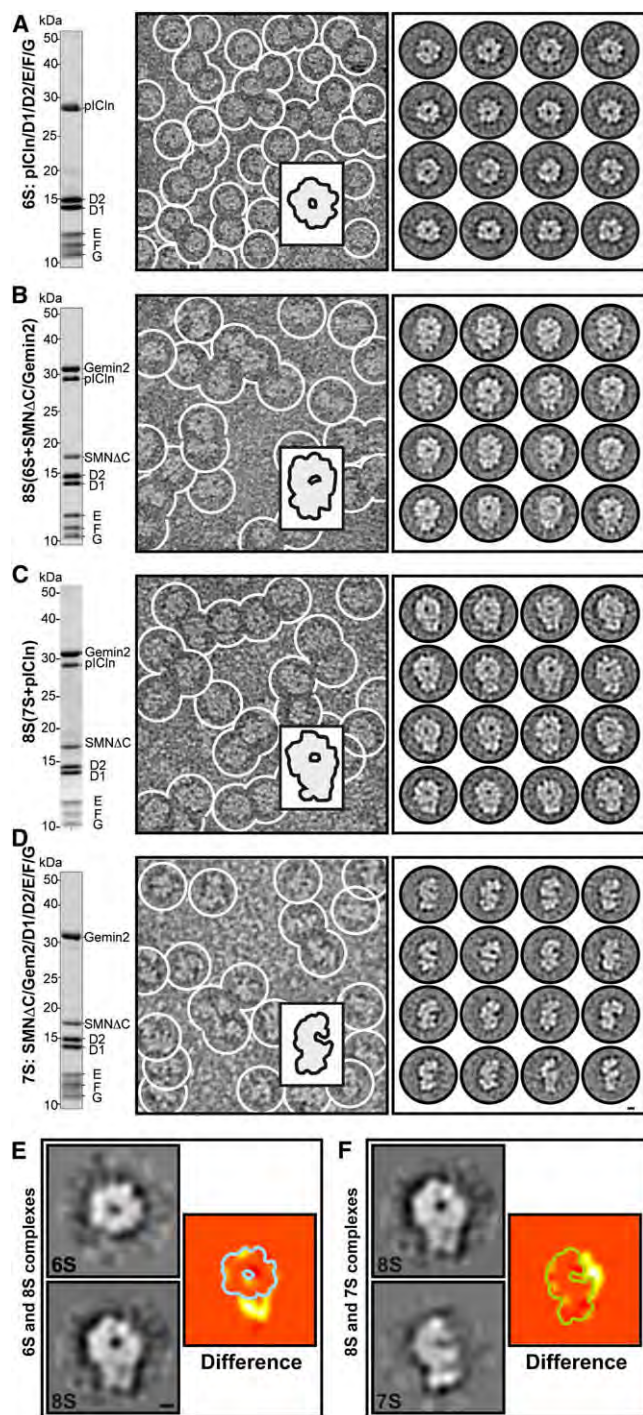 A
kDa
50-
40-
30-
pICln
25-
20-
15-
D2
D1
E
F
10-
G
6S: pICln/D1/D2/E/F/G
B
kDa
50-
40-
Gemin2
30-
pICln
20-
SMNΔC
15-
D2
D1
E
F
10-
G
8S(6S+SMNΔC/Gemin2)
C
kDa
50-
40-
Gemin2
30-
pICln
20-
SMNΔC
15-
D2
D1
E
F
10-
G
8S(7S+pICln)
D
kDa
50-
40-
Gemin2
30-
20-
SMNΔC
15-
D2
D1
E
F
10-
G
7S: SMNΔC/Gem2/D1/D2/E/F/G
E
6S and 8S complexes
6S
8S
Difference
F
8S and 7S complexes
8S
7S
Difference